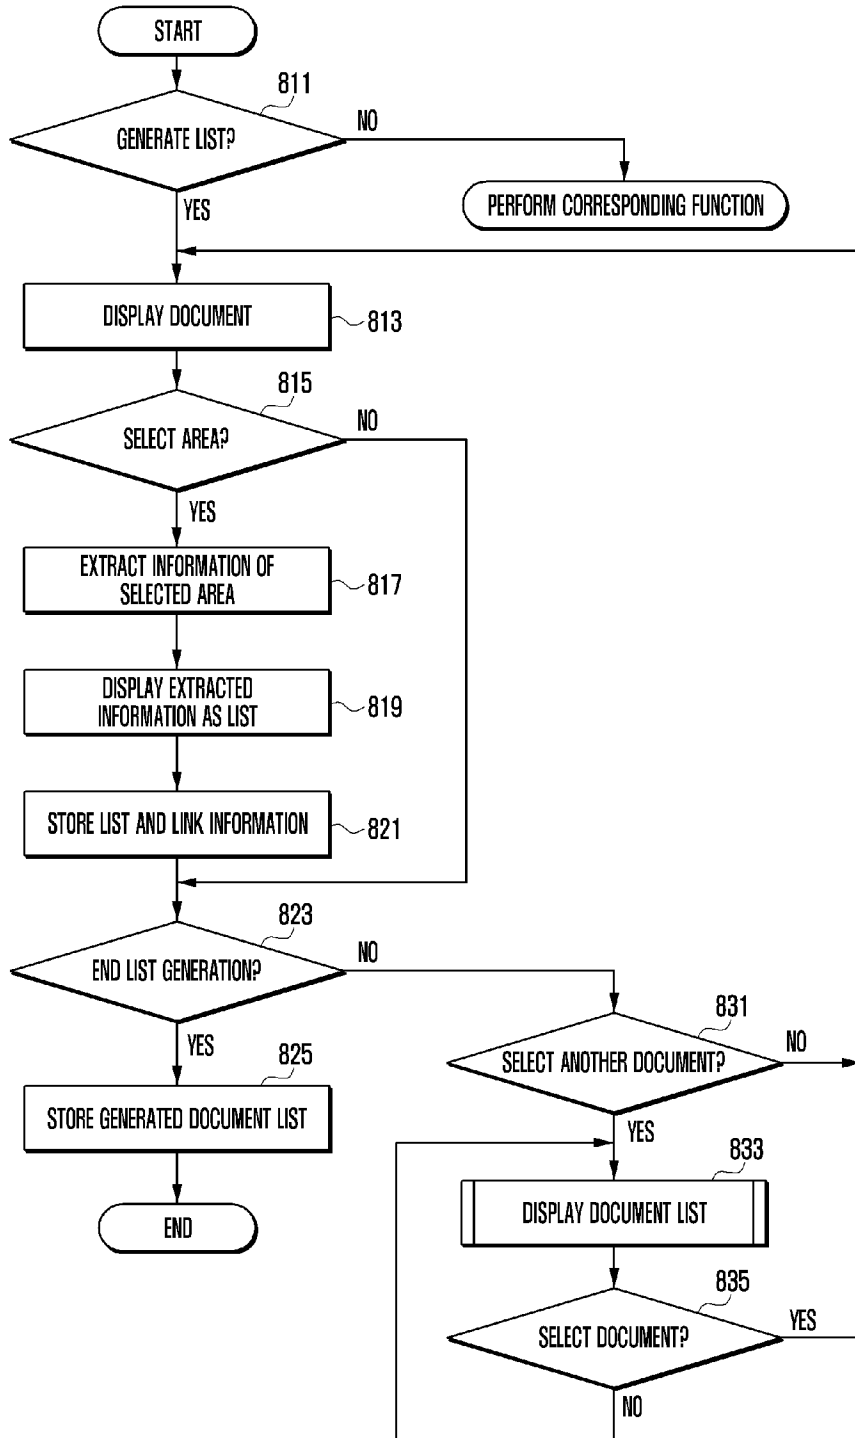 START
811
GENERATE LIST?
NO
YES
PERFORM CORRESPONDING FUNCTION
DISPLAY DOCUMENT
813
815
SELECT AREA?
NO
YES
EXTRACT INFORMATION OF
SELECTED AREA
817
DISPLAY EXTRACTED
INFORMATION AS LIST
819
STORE LIST AND LINK INFORMATION
821
823
END LIST GENERATION?
NO
YES
825
STORE GENERATED DOCUMENT LIST
END
831
SELECT ANOTHER DOCUMENT?
NO
YES
833
DISPLAY DOCUMENT LIST
835
SELECT DOCUMENT?
YES
NO